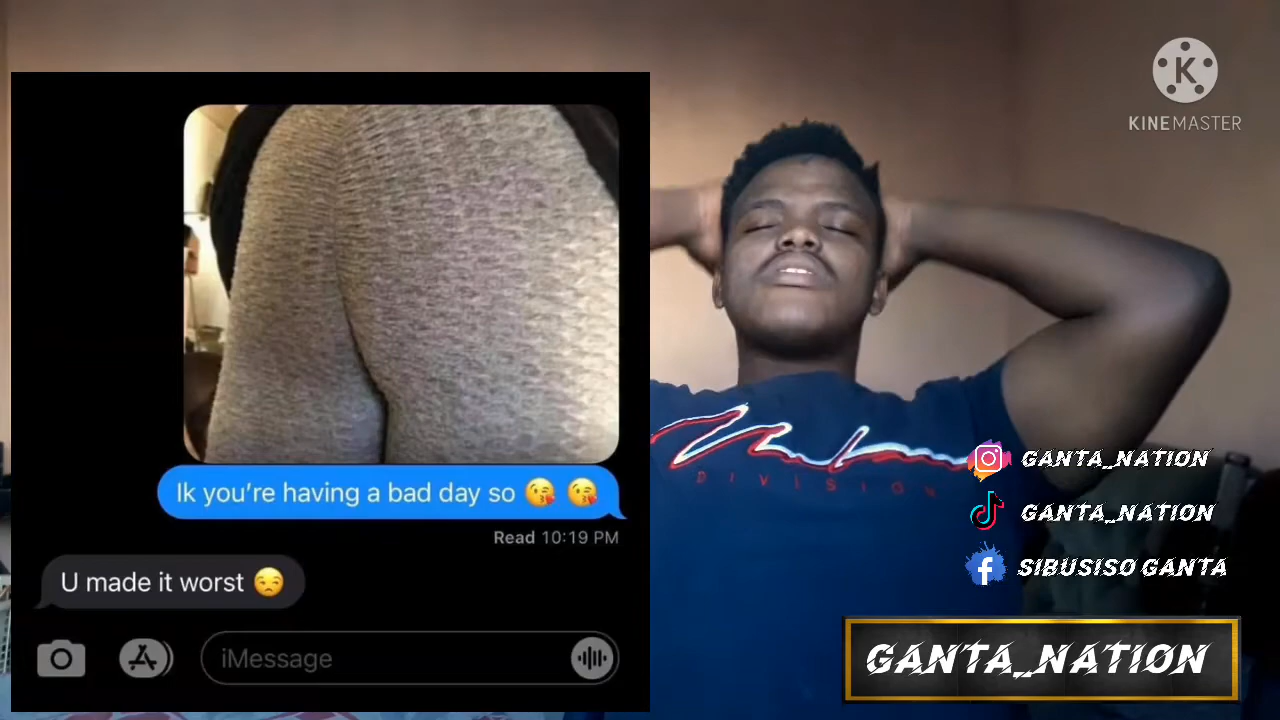 KINEMASTER
Ik you're having a bad day so 😘 😘
Read 10:19 PM
U made it worst 😒
iMessage
DIVISION
GANTA_NATION
GANTA_NATION
SIBUSISO GANTA
GANTA_NATION